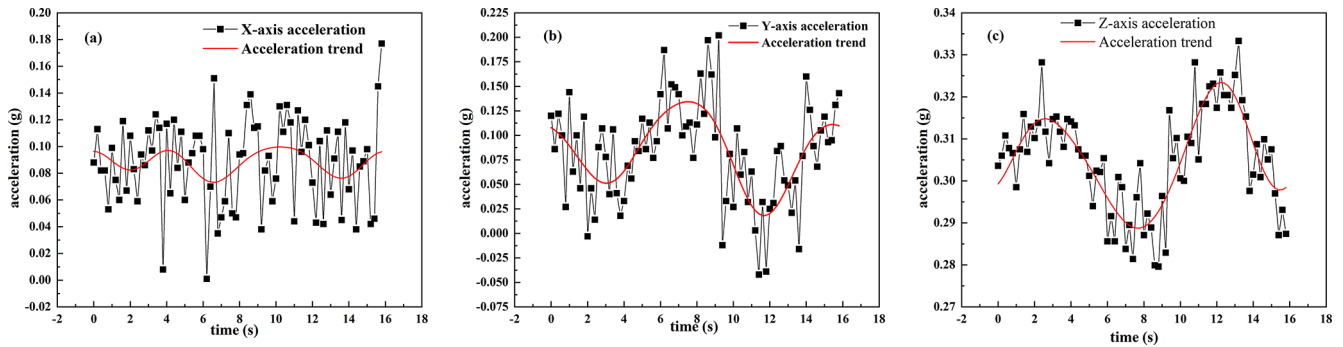 (a)
X-axis acceleration
Acceleration trend
acceleration (g)
0.20
0.18
0.16
0.14
0.12
0.10
0.08
0.06
0.04
0.02
0.00
-0.02
-2 0 2 4 6 8 10 12 14 16 18
time (s)
(b)
Y-axis acceleration
Acceleration trend
acceleration (g)
0.225
0.200
0.175
0.150
0.125
0.100
0.075
0.050
0.025
0.000
-0.025
-0.050
-0.075
-2 0 2 4 6 8 10 12 14 16 18
time (s)
(c)
Z-axis acceleration
Acceleration trend
acceleration (g)
0.34
0.33
0.32
0.31
0.30
0.29
0.28
0.27
-2 0 2 4 6 8 10 12 14 16 18
time (s)